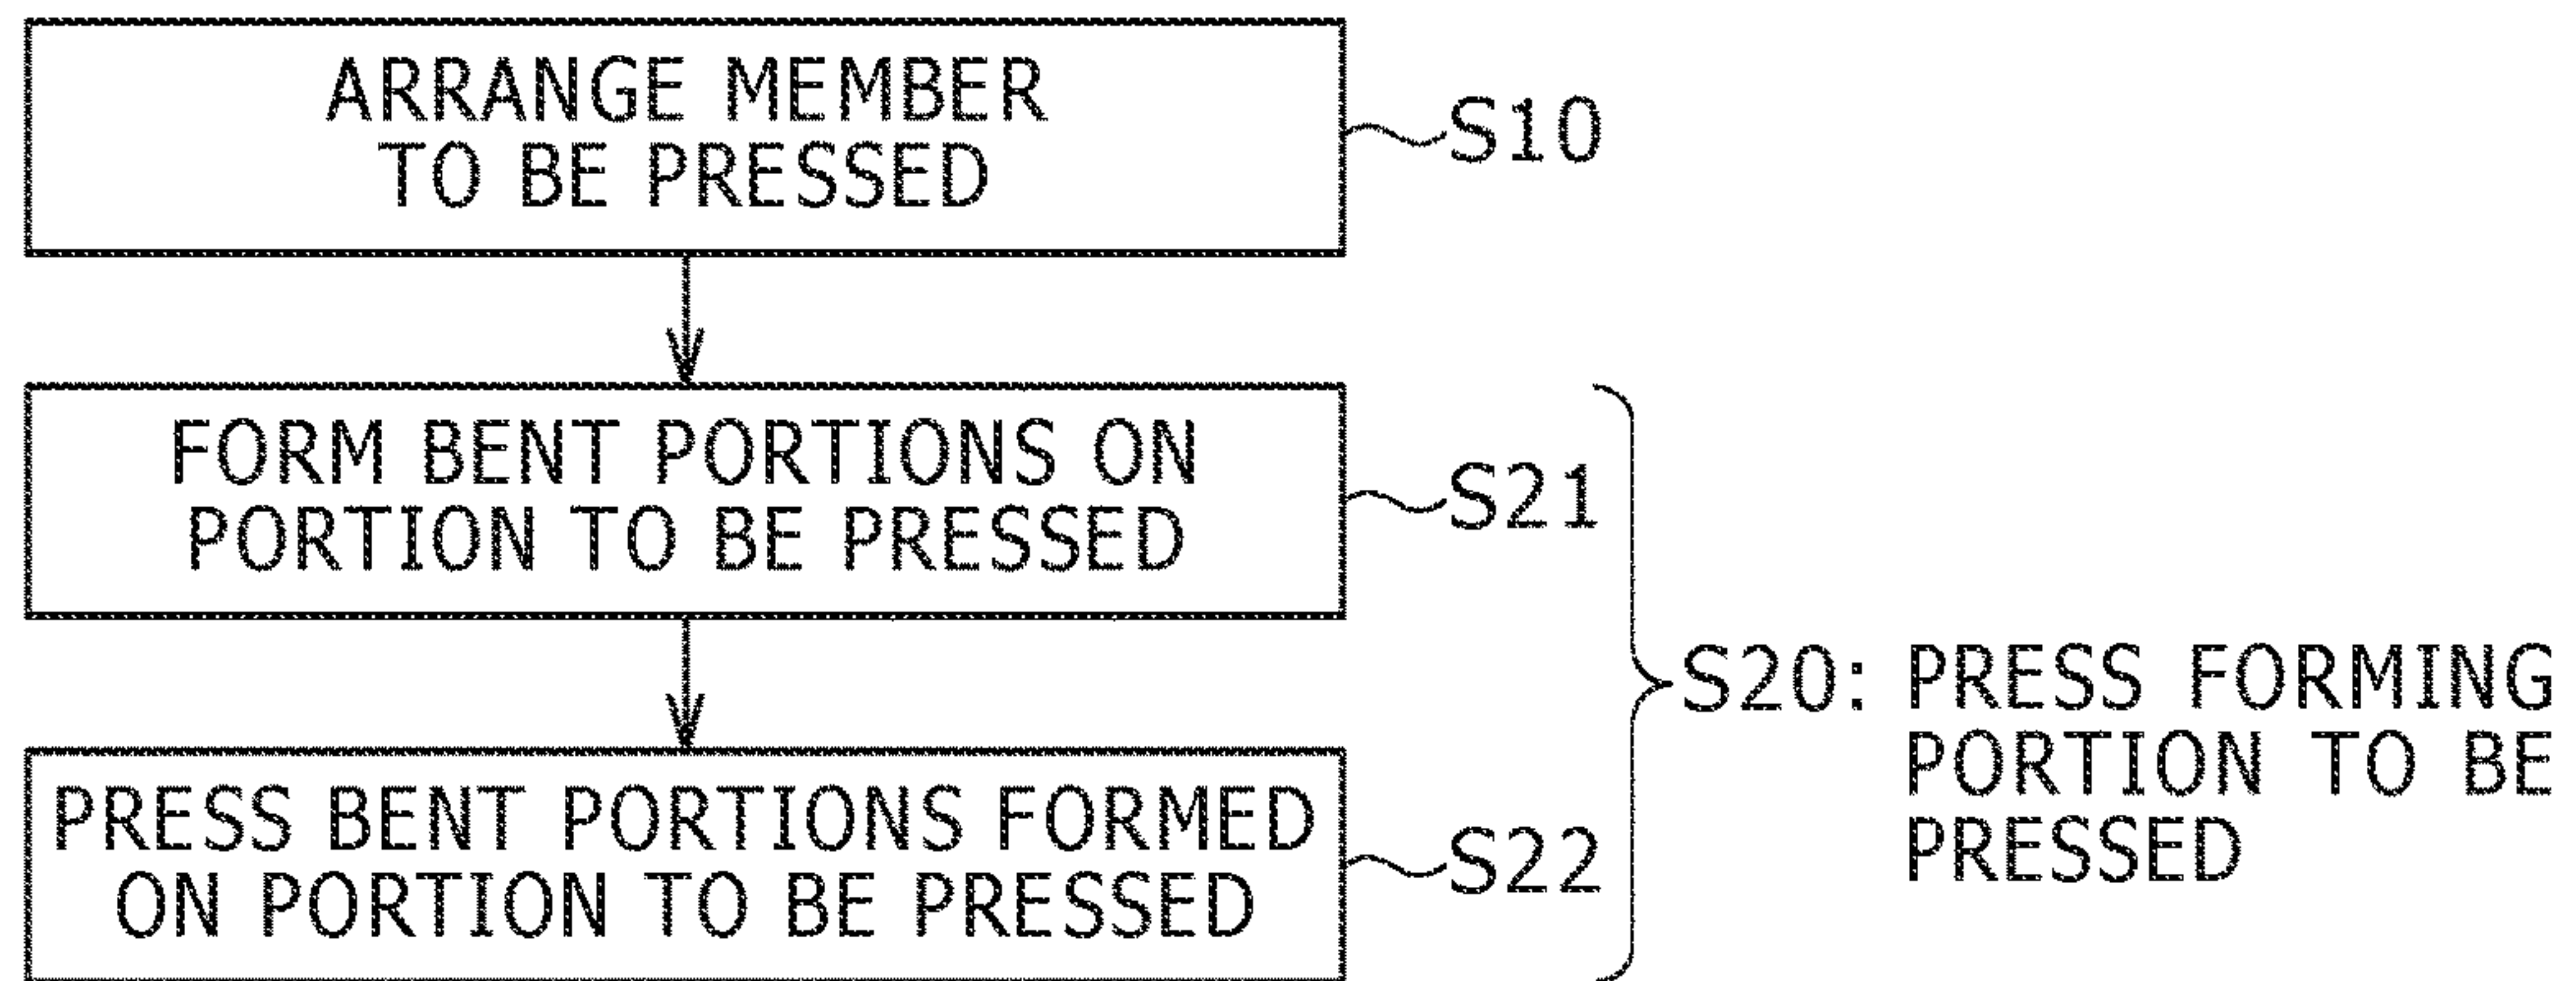 ARRANGE MEMBER
TO BE PRESSED
S10
FORM BENT PORTIONS ON
PORTION TO BE PRESSED
S21
PRESS BENT PORTIONS FORMED
ON PORTION TO BE PRESSED
S22
S20: PRESS FORMING
PORTION TO BE
PRESSED